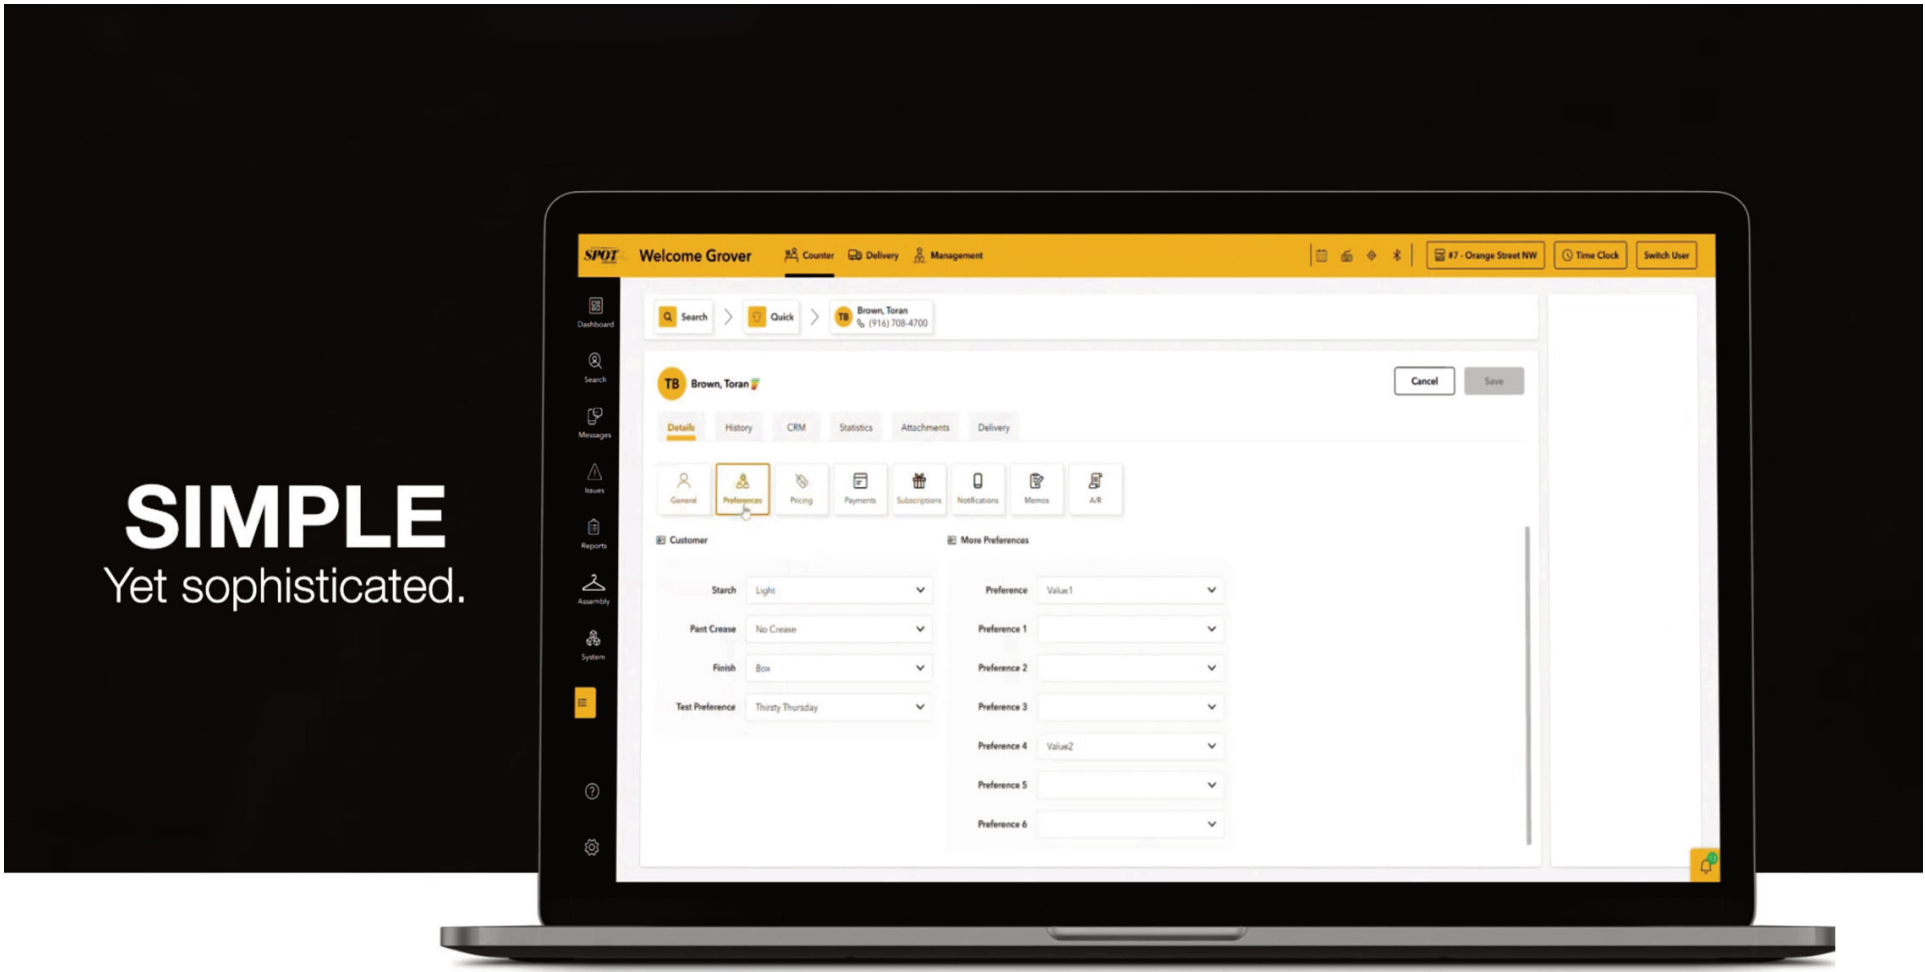 SIMPLE
Yet sophisticated.
SPOT
Welcome Grover
Counter
Delivery
Management
#7 - Orange Street NW
Time Clock
Switch User
Dashboard
Search
Messages
Issues
Reports
Assembly
System
Search
Quick
TB
Brown, Toran
(916) 708-4700
TB
Brown, Toran
Cancel
Save
Details
History
CRM
Statistics
Attachments
Delivery
General
Preferences
Pricing
Payments
Subscriptions
Notifications
Memos
A/R
Customer
Starch Light
Pant Crease No Crease
Finish Box
Test Preference Thirsty Thursday
More Preferences
Preference Value1
Preference 1
Preference 2
Preference 3
Preference 4 Value2
Preference 5
Preference 6